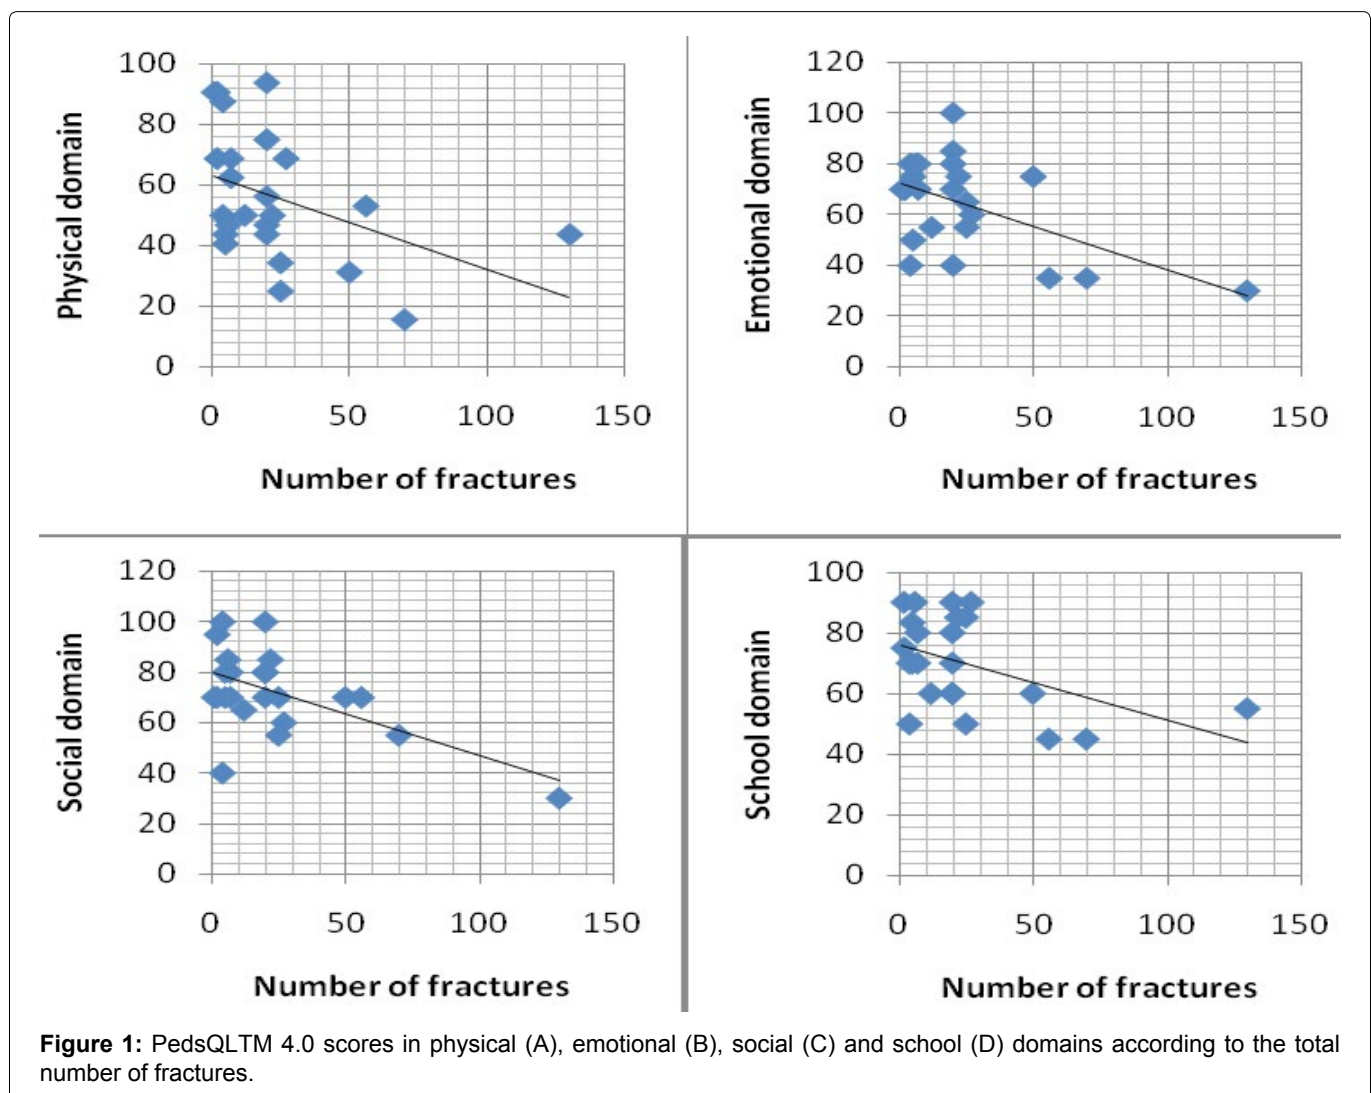 100
80
60
40
20
0
Physical domain
0 50 100 150
Number of fractures
120
100
80
60
40
20
0
Emotional domain
0 50 100 150
Number of fractures
120
100
80
60
40
20
0
Social domain
0 50 100 150
Number of fractures
100
80
60
40
20
0
School domain
0 50 100 150
Number of fractures
Figure 1: PedsQLTM 4.0 scores in physical (A), emotional (B), social (C) and school (D) domains according to the total
number of fractures.